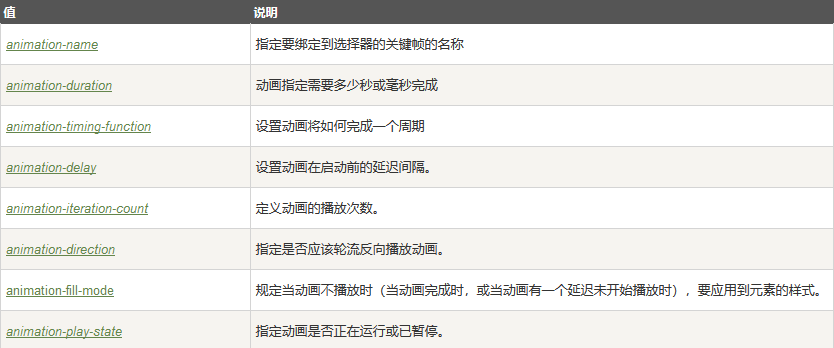 值 说明
animation-name 指定要绑定到选择器的关键帧的名称
animation-duration 动画指定需要多少秒或毫秒完成
animation-timing-function 设置动画将如何完成一个周期
animation-delay 设置动画在启动前的延迟间隔。
animation-iteration-count 定义动画的播放次数。
animation-direction 指定是否应该轮流反向播放动画。
animation-fill-mode 规定当动画不播放时（当动画完成时，或当动画有一个延迟未开始播放时），要应用到元素的样式。
animation-play-state 指定动画是否正在运行或已暂停。